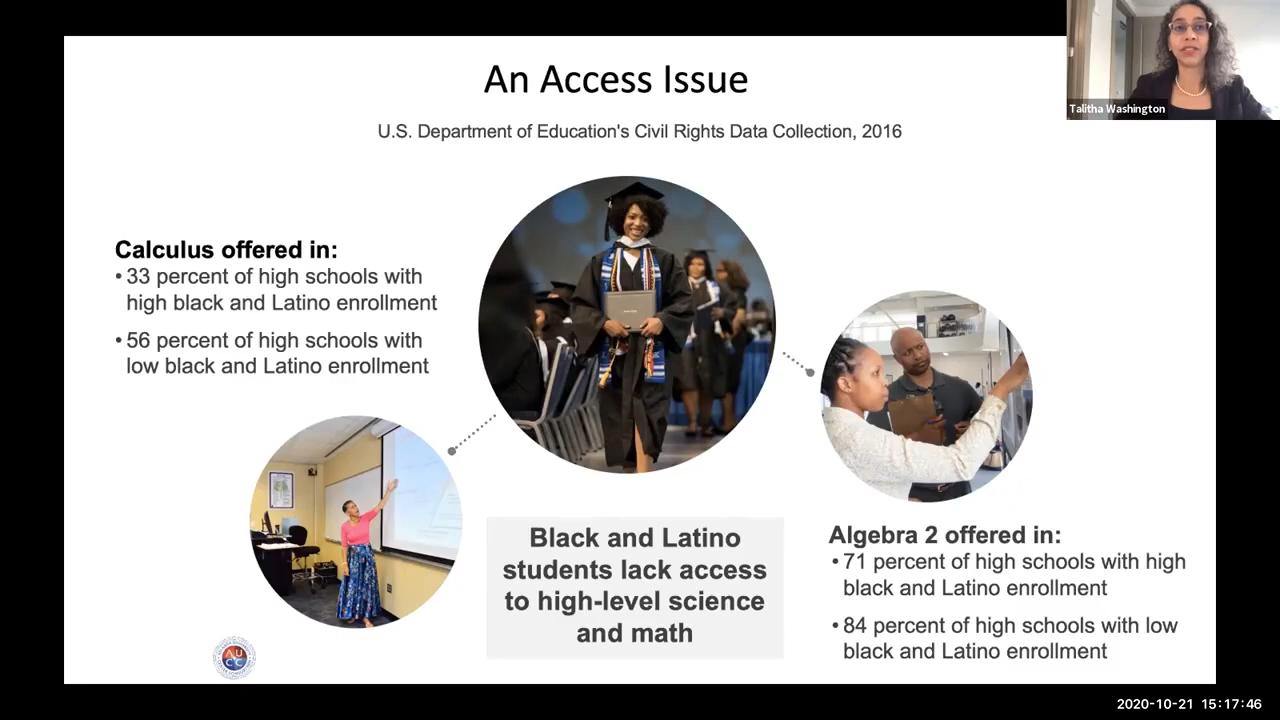 An Access Issue
U.S. Department of Education's Civil Rights Data Collection, 2016
Talitha Washington
Calculus offered in:
• 33 percent of high schools with
high black and Latino enrollment
• 56 percent of high schools with
low black and Latino enrollment
Black and Latino
students lack access
to high-level science
and math
Algebra 2 offered in:
• 71 percent of high schools with high
black and Latino enrollment
• 84 percent of high schools with low
black and Latino enrollment
AU
CC
2020-10-21 15:17:46